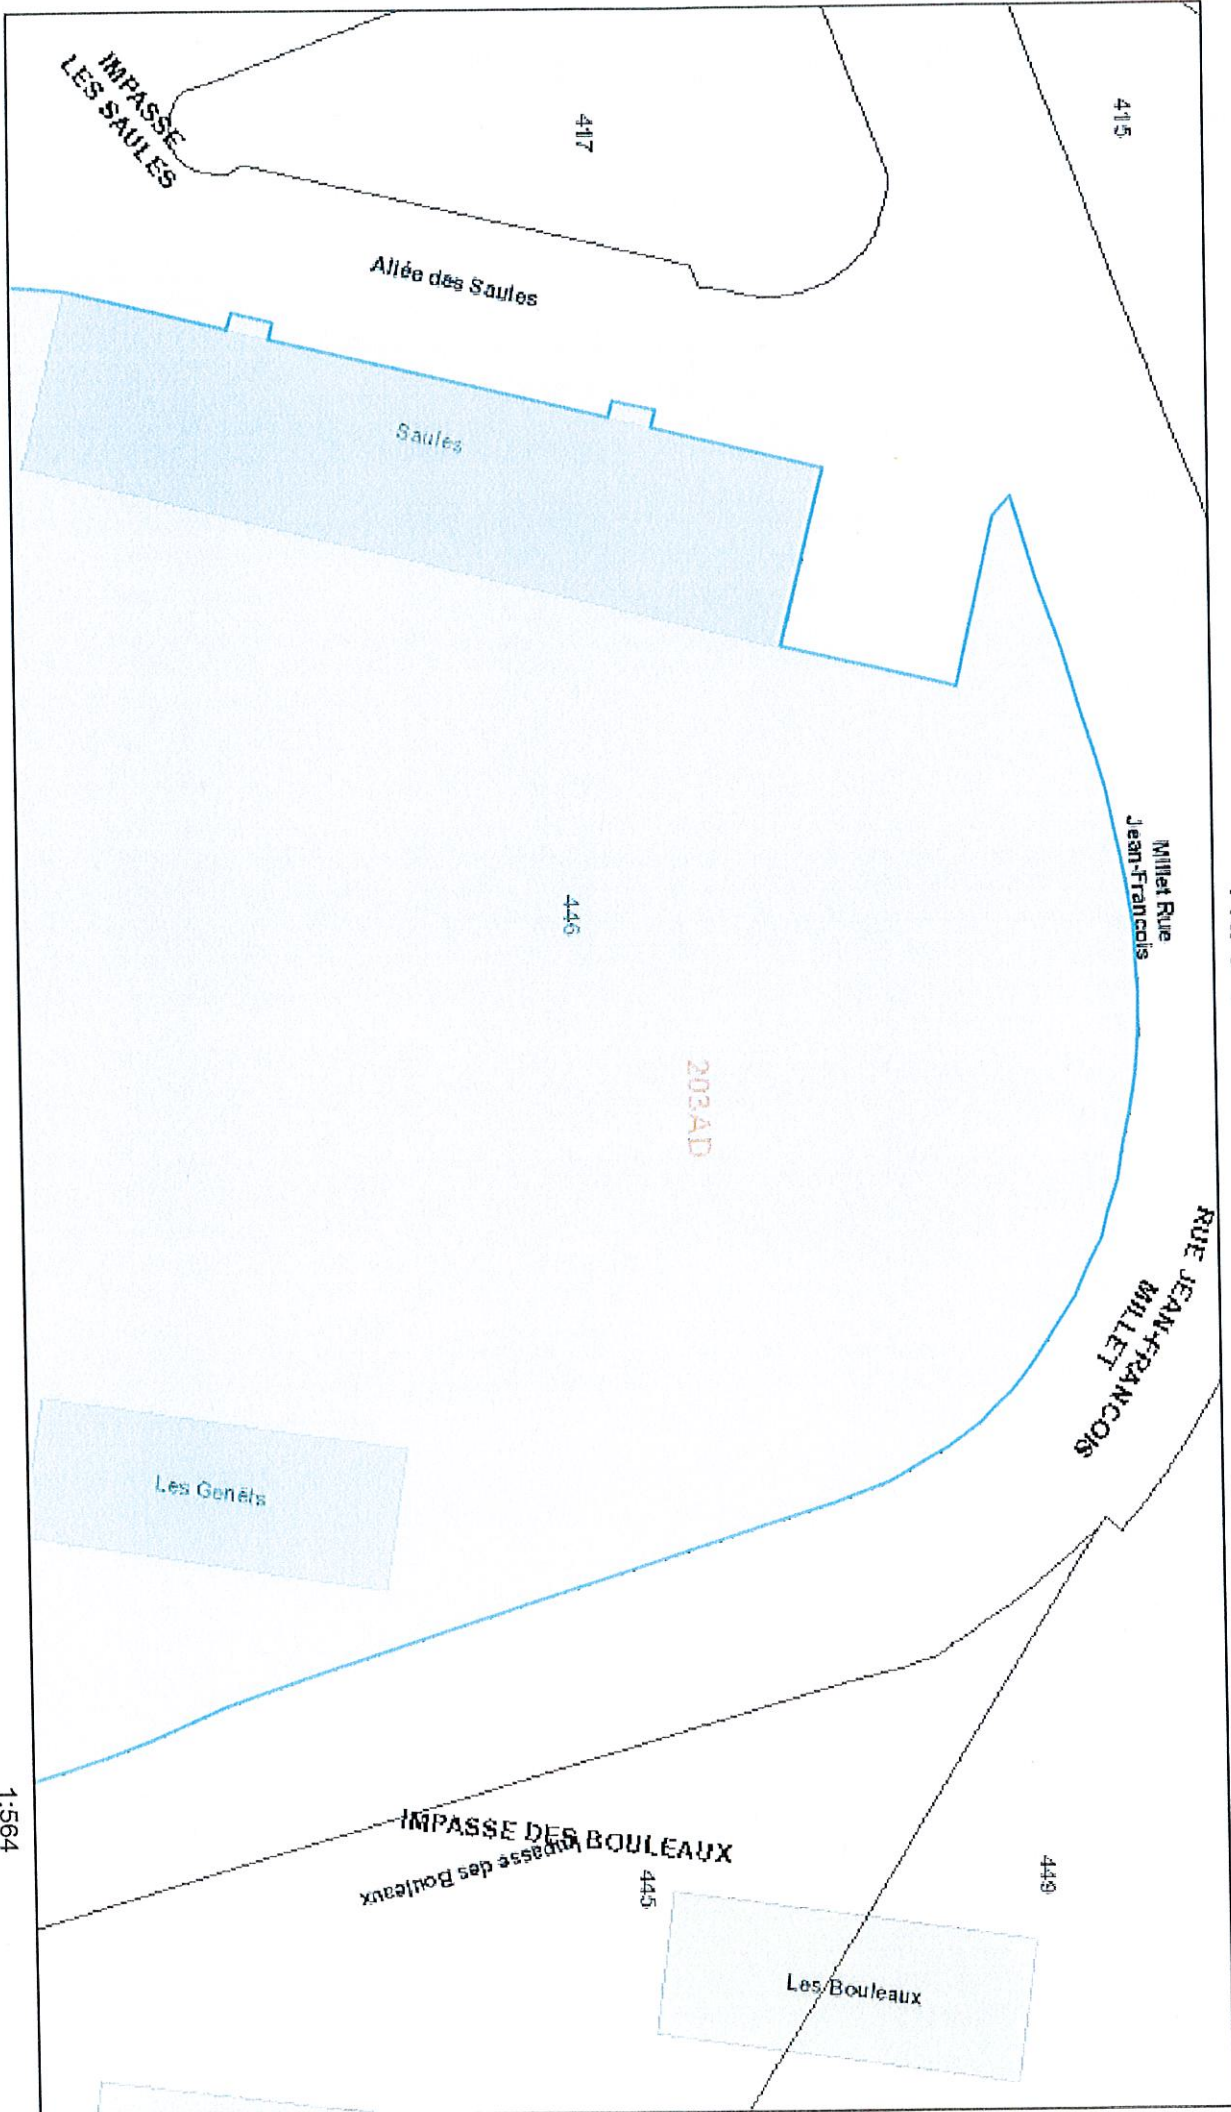 415
417
IMPASSE
LES SAULES
Allée des Saules
Saules
Millet Rue
Jean-Francois
446
203AD
RUE JEAN-FRANCOIS
MILLET
Les Genêts
IMPASSE DES BOULEAUX
Impasse des Bouleaux
445
449
Les Bouleaux
1:564